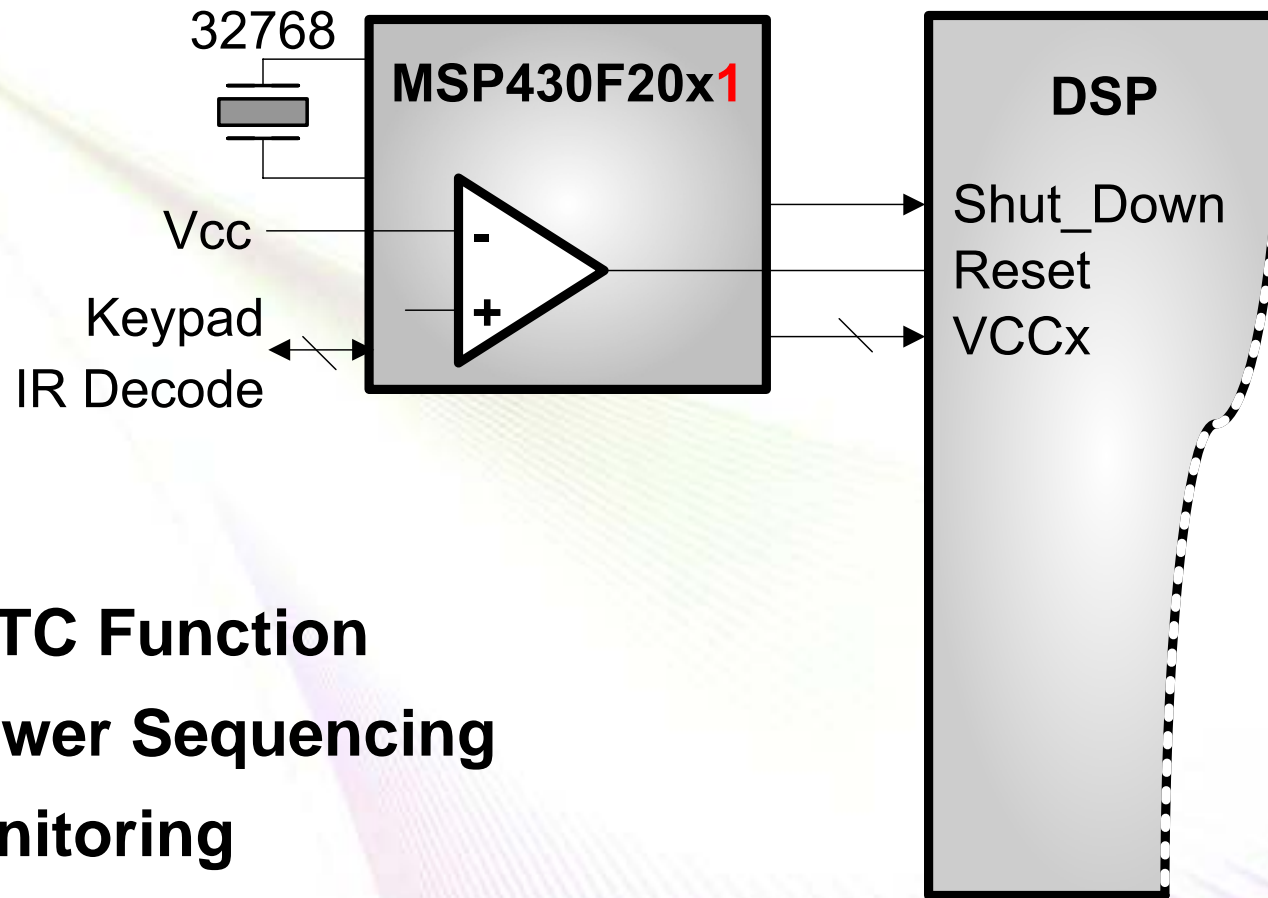 32768
MSP430F20x1
DSP
Shut_Down
Vcc
-
Reset
Keypad
+
VCCx
IR Decode
TC Function
wer Sequencing
nitoring